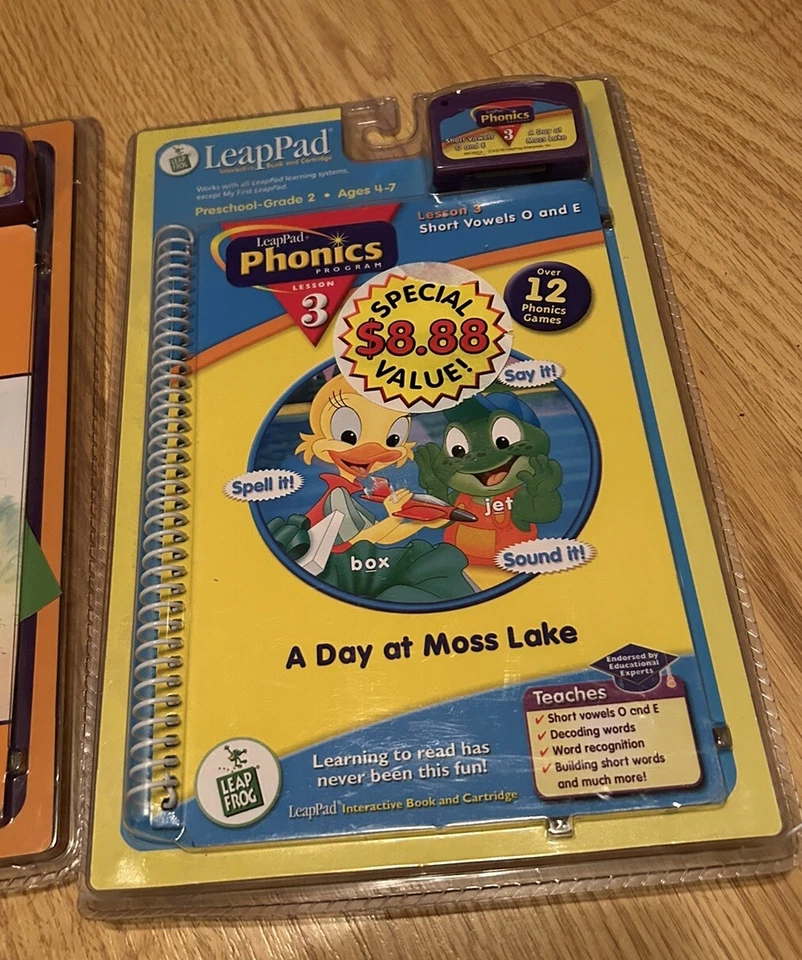 LEAP FROG
LeapPad®
Interactive Book and Cartridge
Works with all LeapPad learning systems,
except My First LeapPad.
Preschool-Grade 2 • Ages 4-7
Phonics
PROGRAM
Short Vowels
O and E
3
A Day at
Moss Lake
Lesson 3
Short Vowels O and E
LeapPad®
Phonics
PROGRAM
LESSON
3
SPECIAL
$8.88
VALUE!
Over
12
Phonics
Games
Say it!
Spell it!
jet
box
Sound it!
A Day at Moss Lake
Endorsed by
Educational
Experts
Teaches
✓ Short vowels O and E
✓ Decoding words
✓ Word recognition
✓ Building short words
and much more!
LEAP
FROG
Learning to read has
never been this fun!
LeapPad® Interactive Book and Cartridge